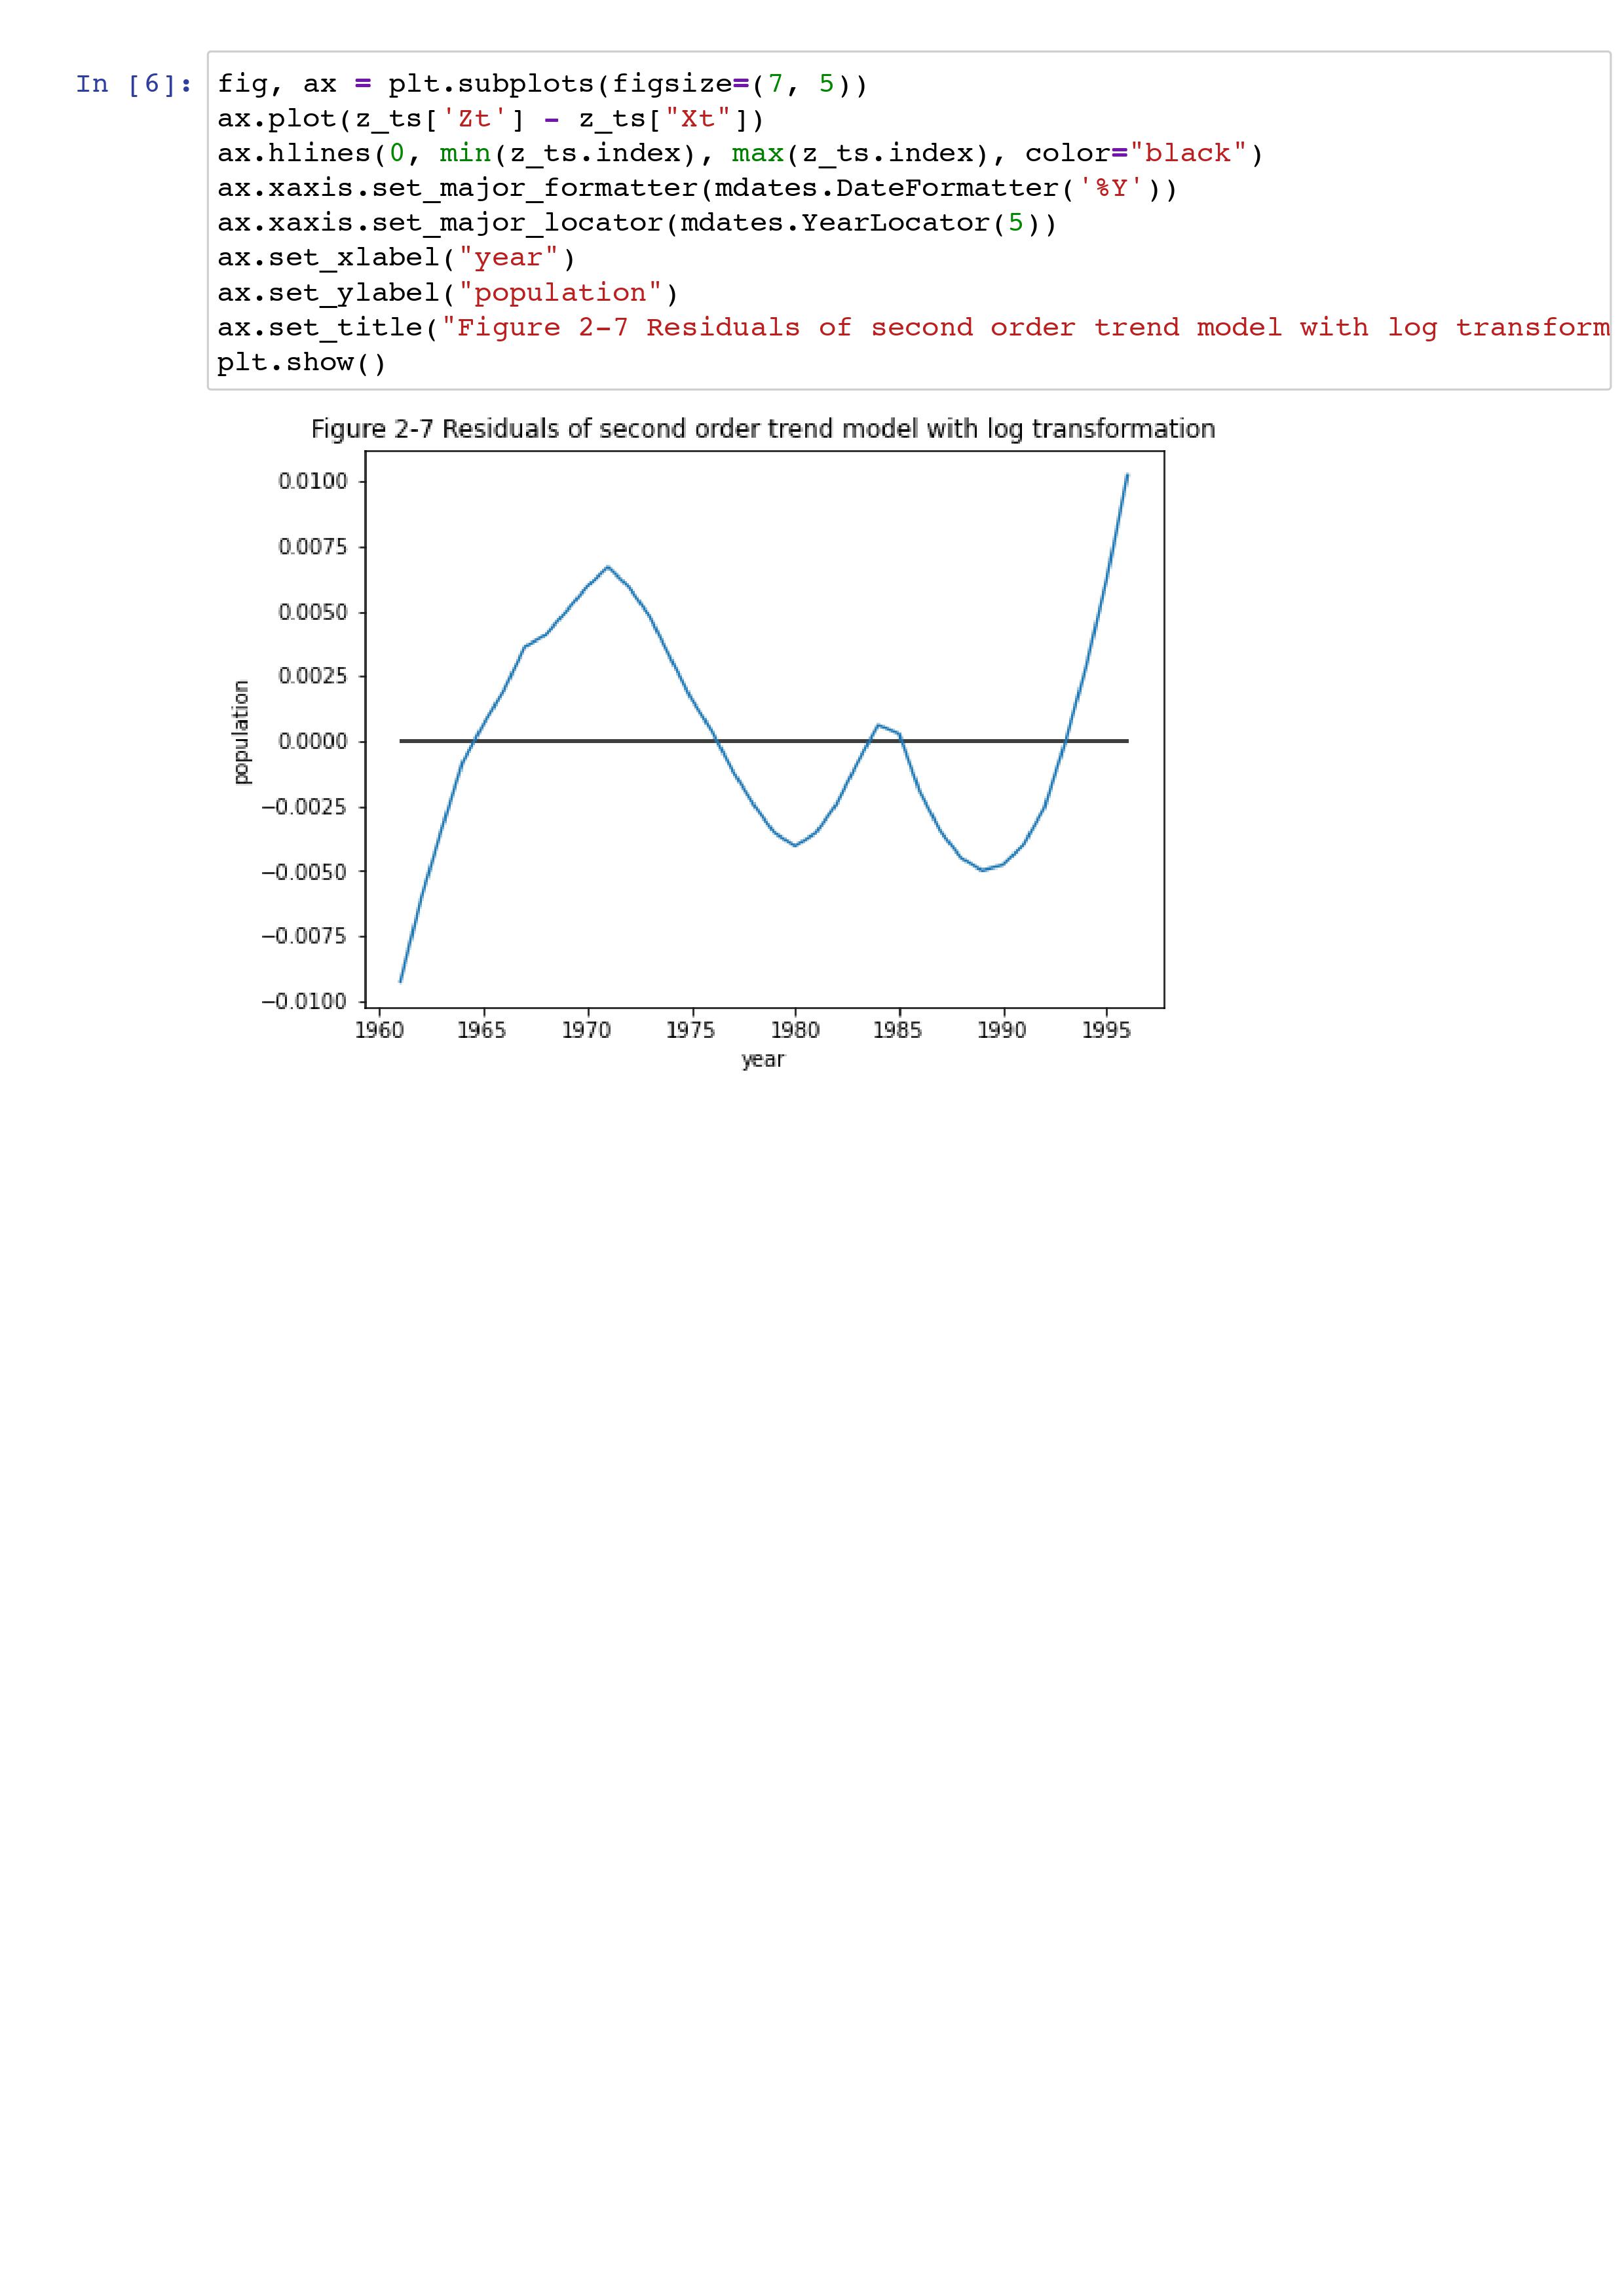 In [6]: fig, ax = plt.subplots(figsize=(7, 5))
ax.plot(z_ts['Zt'] - z_ts["Xt"])
ax.hlines(0, min(z_ts.index), max(z_ts.index), color="black")
ax.xaxis.set_major_formatter(mdates.DateFormatter('%Y'))
ax.xaxis.set_major_locator(mdates.YearLocator(5))
ax.set_xlabel("year")
ax.set_ylabel("population")
ax.set_title("Figure 2-7 Residuals of second order trend model with log transform
plt.show()
Figure 2-7 Residuals of second order trend model with log transformation
0.0100
0.0075
0.0050
0.0025
0.0000
−0.0025
−0.0050
−0.0075
−0.0100
population
1960 1965 1970 1975 1980 1985 1990 1995
year